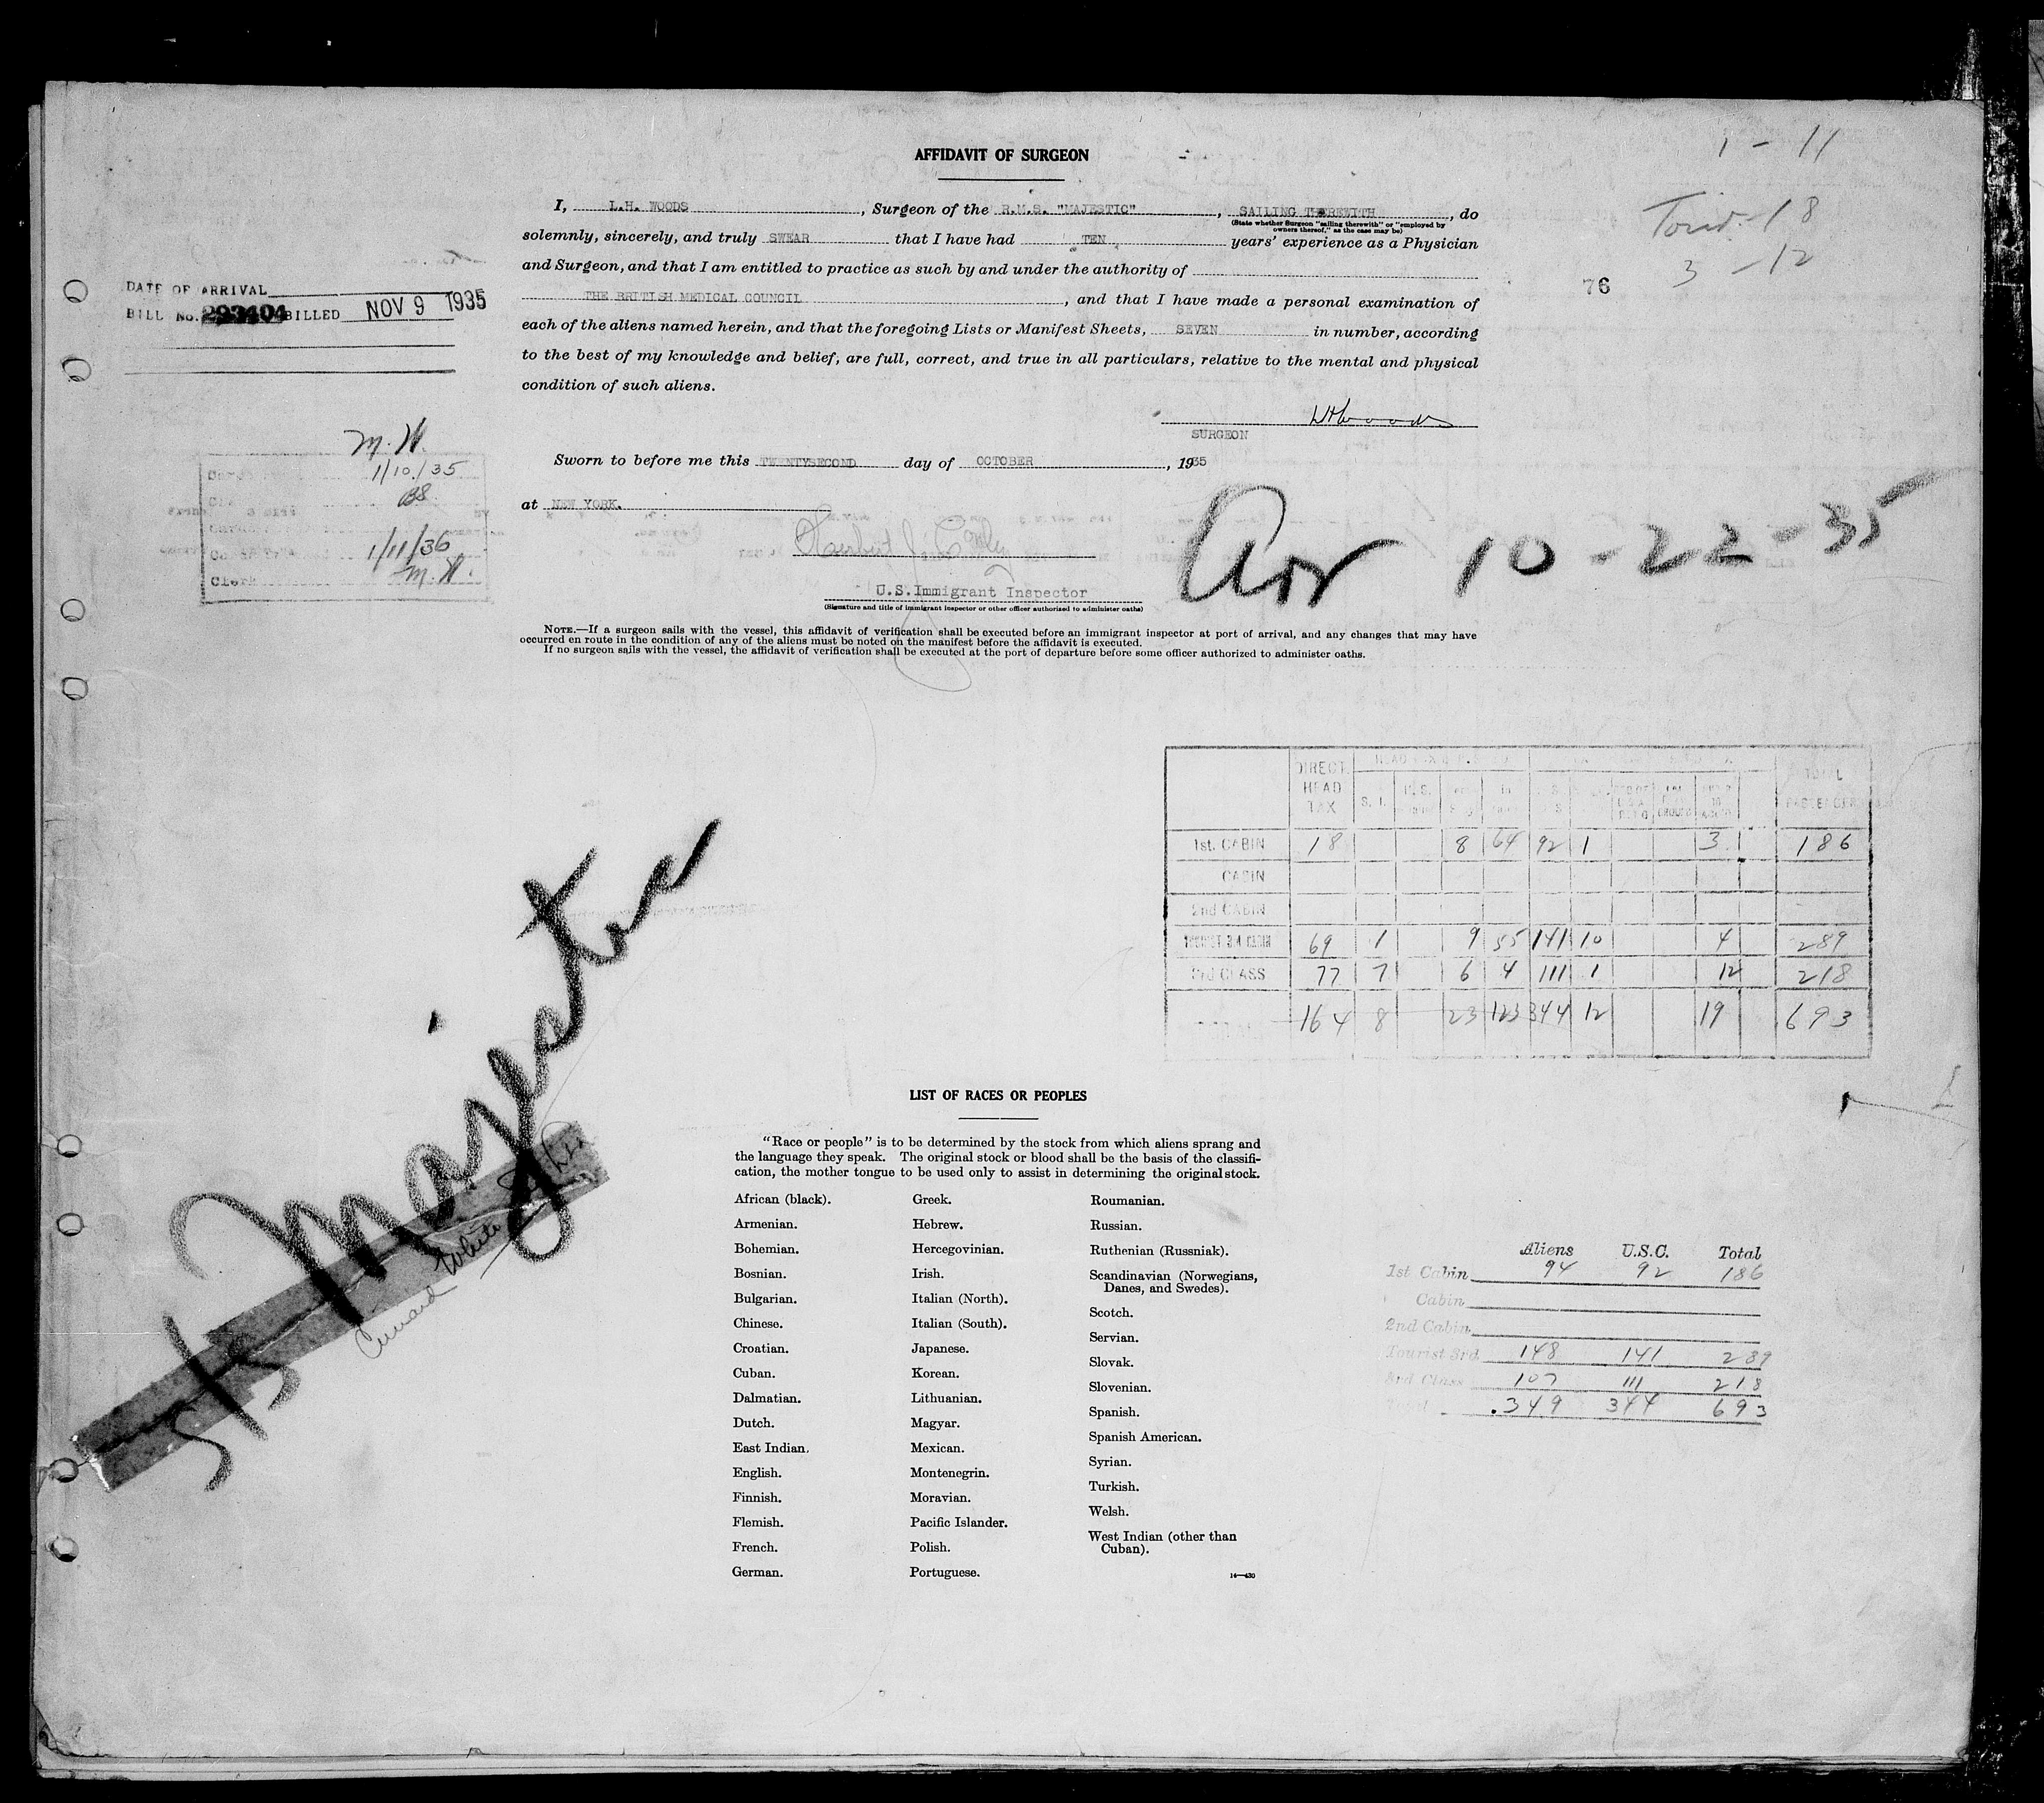 1 - 11
AFFIDAVIT OF SURGEON
I, L.H. WOODS, Surgeon of the R.M.S. "MAJESTIC", SAILING THEREWITH, do
(State whether Surgeon "sailing therewith" or "employed by
owners thereof," as the case may be)
Tour. - 18
solemnly, sincerely, and truly SWEAR that I have had TEN years' experience as a Physician
3 - 12
and Surgeon, and that I am entitled to practice as such by and under the authority of
76
DATE OF ARRIVAL
THE BRITISH MEDICAL COUNCIL, and that I have made a personal examination of
BILL No. 293404 BILLED NOV 9 1935
each of the aliens named herein, and that the foregoing Lists or Manifest Sheets, SEVEN in number, according
to the best of my knowledge and belief, are full, correct, and true in all particulars, relative to the mental and physical
condition of such aliens.
LHWoods
SURGEON
M. H.
1/10/35
BB
1/11/36
Clerk M. H.
Sworn to before me this TWENTYSECOND day of OCTOBER, 1935
at NEW YORK.
Arr 10-22-35
Herbert J.
U.S. Immigrant Inspector
(Signature and title of immigrant inspector or other officer authorized to administer oaths)
NOTE.—If a surgeon sails with the vessel, this affidavit of verification shall be executed before an immigrant inspector at port of arrival, and any changes that may have
occurred en route in the condition of any of the aliens must be noted on the manifest before the affidavit is executed.
If no surgeon sails with the vessel, the affidavit of verification shall be executed at the port of departure before some officer authorized to administer oaths.
DIRECT HEAD TAX S. I. TOTAL PASSENGERS
1st. CABIN 18 8 64 92 1 3 186
CABIN
2nd CABIN
TOURIST 3rd CABIN 69 1 9 55 141 10 4 289
3rd CLASS 77 7 6 4 111 1 12 218
164 8 23 123 344 12 19 693
S/S Majestic
Cunard White Star Ln
LIST OF RACES OR PEOPLES
"Race or people" is to be determined by the stock from which aliens sprang and
the language they speak. The original stock or blood shall be the basis of the classifi-
cation, the mother tongue to be used only to assist in determining the original stock.
African (black).
Armenian.
Bohemian.
Bosnian.
Bulgarian.
Chinese.
Croatian.
Cuban.
Dalmatian.
Dutch.
East Indian.
English.
Finnish.
Flemish.
French.
German.
Greek.
Hebrew.
Hercegovinian.
Irish.
Italian (North).
Italian (South).
Japanese.
Korean.
Lithuanian.
Magyar.
Mexican.
Montenegrin.
Moravian.
Pacific Islander.
Polish.
Portuguese.
Roumanian.
Russian.
Ruthenian (Russniak).
Scandinavian (Norwegians,
Danes, and Swedes).
Scotch.
Servian.
Slovak.
Slovenian.
Spanish.
Spanish American.
Syrian.
Turkish.
Welsh.
West Indian (other than
Cuban).
14—430
Aliens U.S.C. Total
1st Cabin 94 92 186
Cabin
2nd Cabin
Tourist 3rd 148 141 289
3rd Class 107 111 218
Total 349 344 693